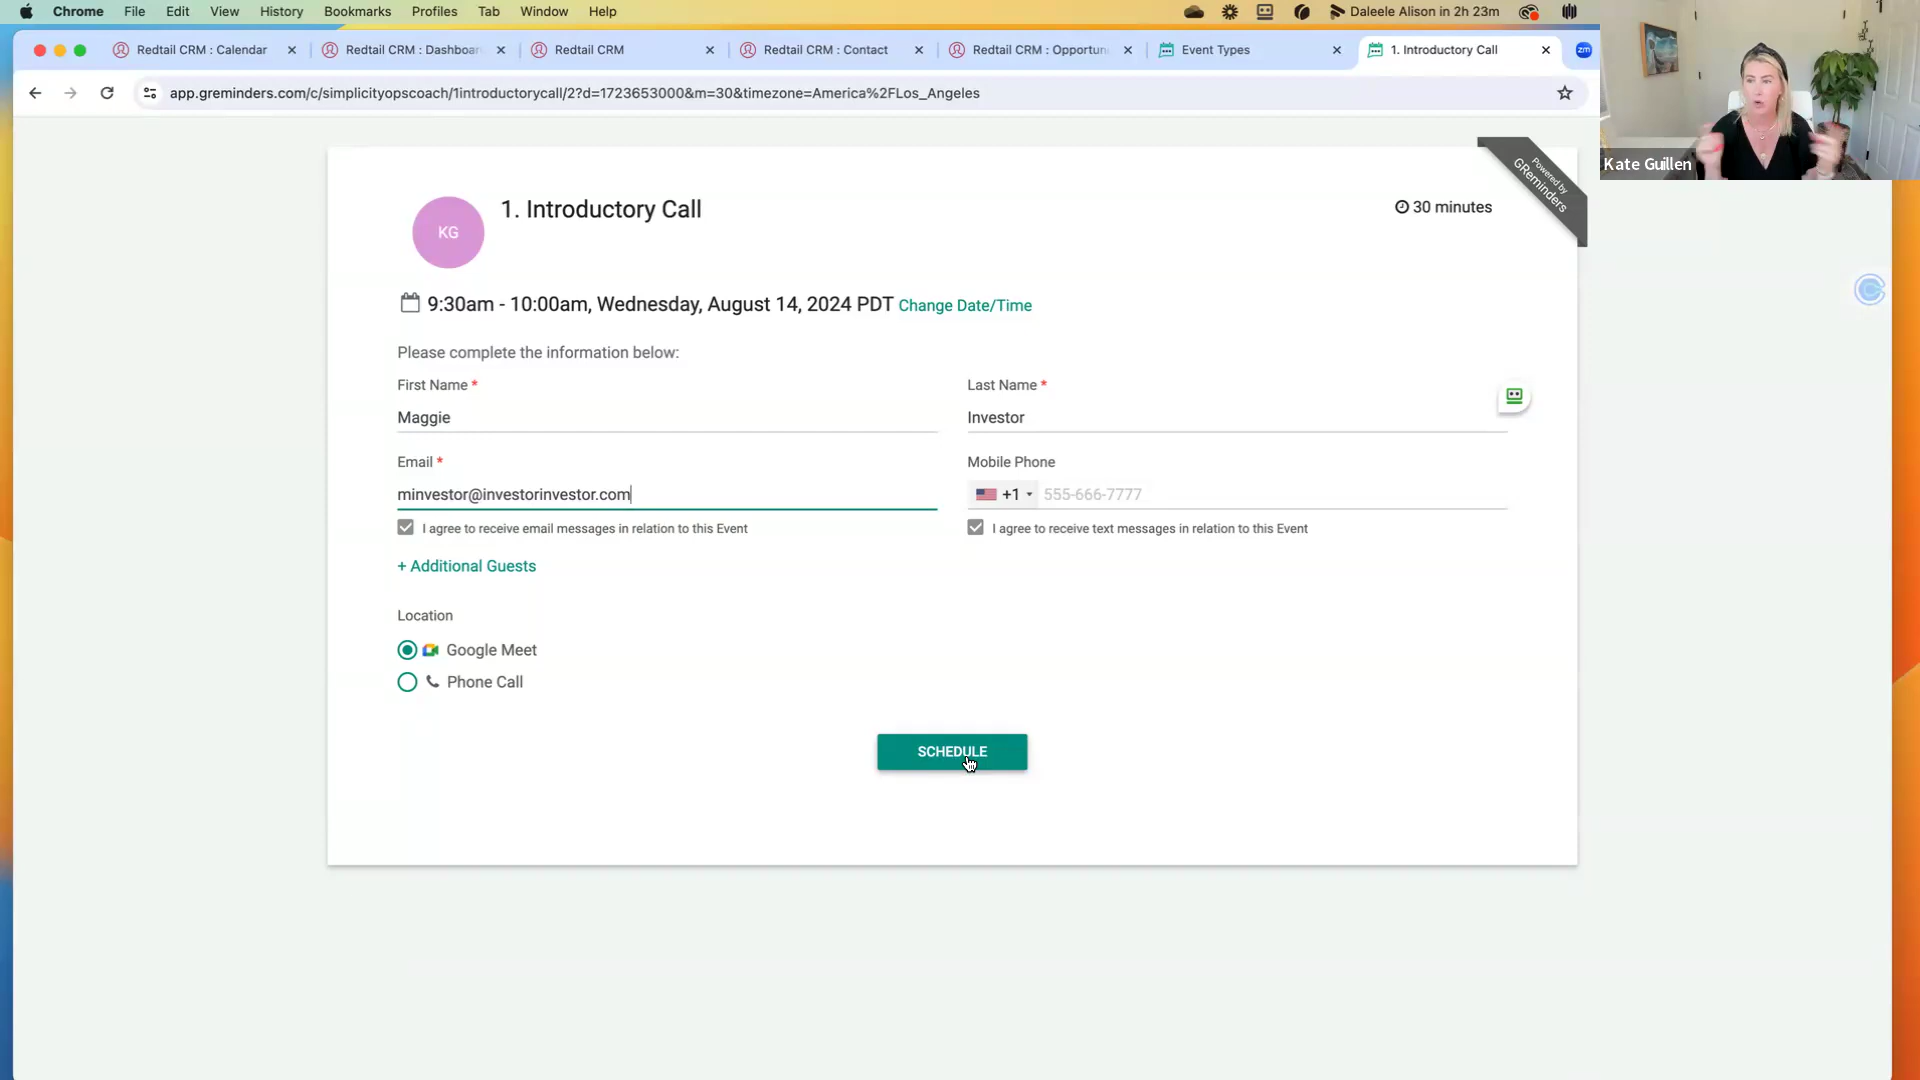 Chrome File Edit View History Bookmarks Profiles Tab Window Help
Daleele Alison in 2h 23m
Redtail CRM : Calendar
Redtail CRM : Dashboar
Redtail CRM
Redtail CRM : Contact
Redtail CRM : Opportun
Event Types
1. Introductory Call
zm
app.greminders.com/c/simplicityopscoach/1introductorycall/2?d=1723653000&m=30&timezone=America%2FLos_Angeles
Kate Guillen
Powered by
GReminders
KG
1. Introductory Call
30 minutes
9:30am - 10:00am, Wednesday, August 14, 2024 PDT Change Date/Time
Please complete the information below:
First Name *
Last Name *
Maggie
Investor
Email *
Mobile Phone
minvestor@investorinvestor.com
+1 555-666-7777
I agree to receive email messages in relation to this Event
I agree to receive text messages in relation to this Event
+ Additional Guests
Location
Google Meet
Phone Call
SCHEDULE